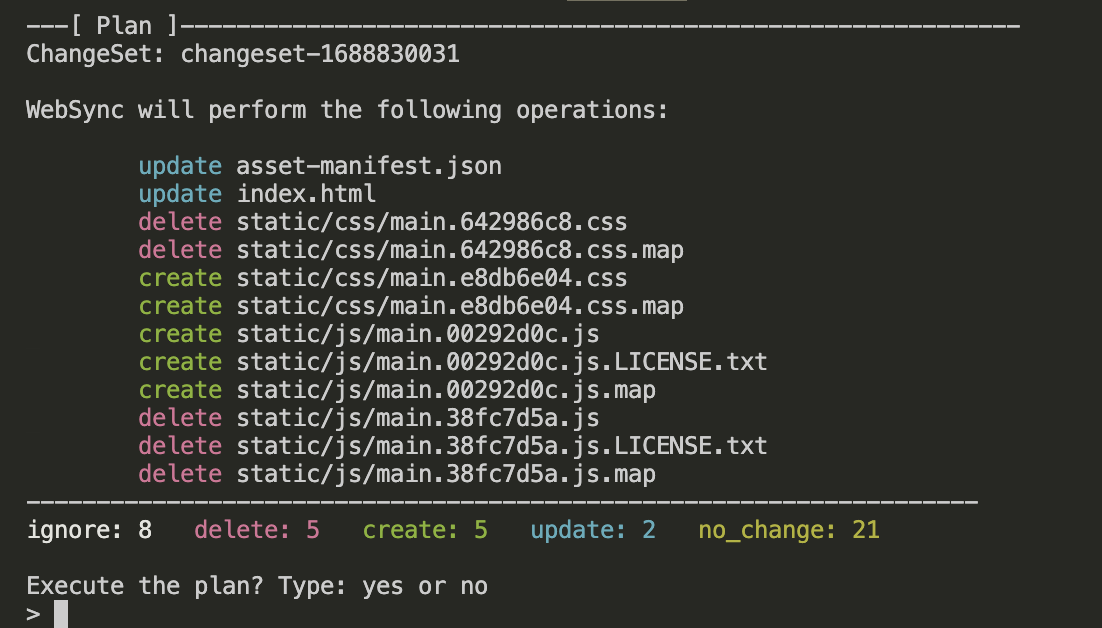 ---[ Plan ]------------------------------------------------------------
ChangeSet: changeset-1688830031
WebSync will perform the following operations:
update asset-manifest.json
update index.html
delete static/css/main.642986c8.css
delete static/css/main.642986c8.css.map
create static/css/main.e8db6e04.css
create static/css/main.e8db6e04.css.map
create static/js/main.00292d0c.js
create static/js/main.00292d0c.js.LICENSE.txt
create static/js/main.00292d0c.js.map
delete static/js/main.38fc7d5a.js
delete static/js/main.38fc7d5a.js.LICENSE.txt
delete static/js/main.38fc7d5a.js.map
--------------------------------------------------------------------
ignore: 8   delete: 5   create: 5   update: 2   no_change: 21
Execute the plan? Type: yes or no
>